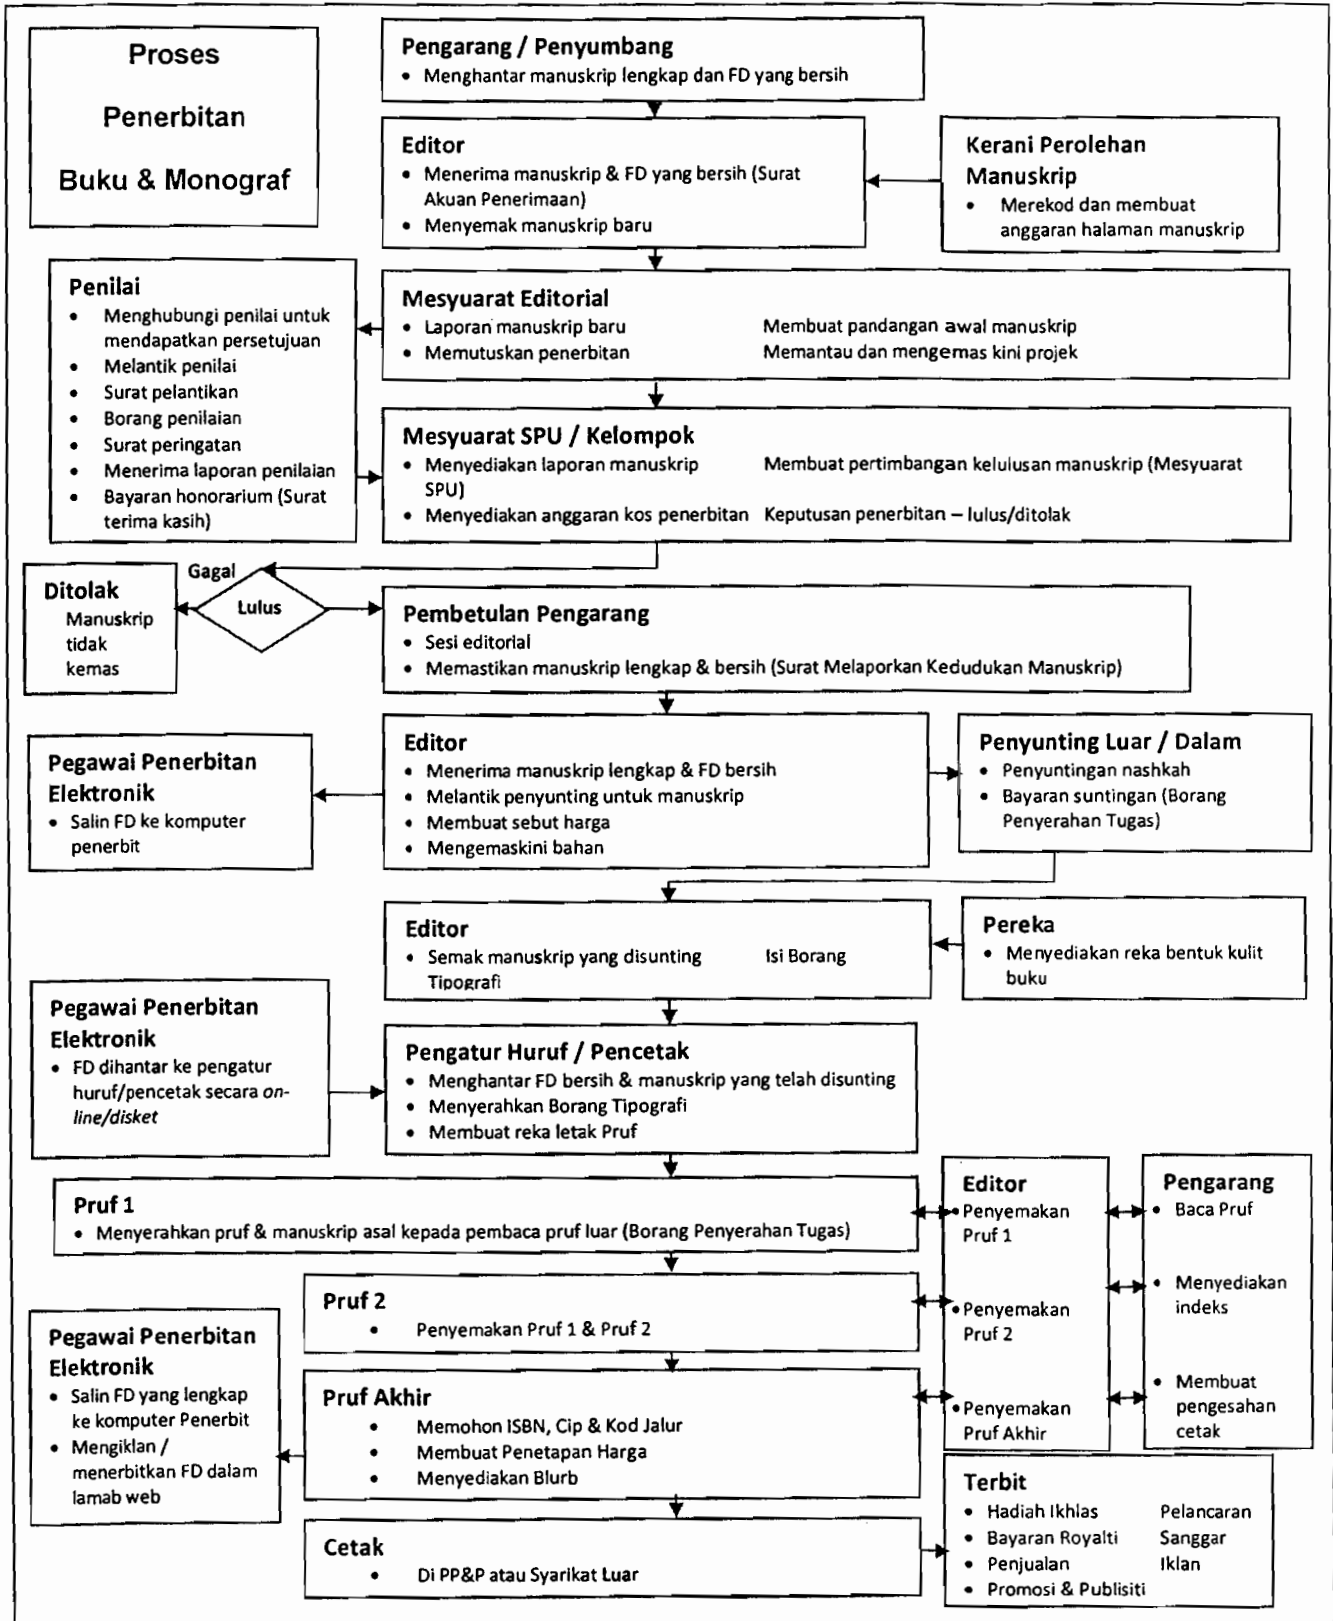 Proses
Penerbitan
Buku & Monograf
Pengarang / Penyumbang
• Menghantar manuskrip lengkap dan FD yang bersih
Editor
• Menerima manuskrip & FD yang bersih (Surat
Akuan Penerimaan)
• Menyemak manuskrip baru
Kerani Perolehan
Manuskrip
• Merekod dan membuat
anggaran halaman manuskrip
Penilai
• Menghubungi penilai untuk
mendapatkan persetujuan
• Melantik penilai
• Surat pelantikan
• Borang penilaian
• Surat peringatan
• Menerima laporan penilaian
• Bayaran honorarium (Surat
terima kasih)
Mesyuarat Editorial
• Laporan manuskrip baru Membuat pandangan awal manuskrip
• Memutuskan penerbitan Memantau dan mengemas kini projek
Mesyuarat SPU / Kelompok
• Menyediakan laporan manuskrip Membuat pertimbangan kelulusan manuskrip (Mesyuarat
SPU)
• Menyediakan anggaran kos penerbitan Keputusan penerbitan – lulus/ditolak
Ditolak
Manuskrip
tidak
kemas
Gagal
Lulus
Pembetulan Pengarang
• Sesi editorial
• Memastikan manuskrip lengkap & bersih (Surat Melaporkan Kedudukan Manuskrip)
Pegawai Penerbitan
Elektronik
• Salin FD ke komputer
penerbit
Editor
• Menerima manuskrip lengkap & FD bersih
• Melantik penyunting untuk manuskrip
• Membuat sebut harga
• Mengemaskini bahan
Penyunting Luar / Dalam
• Penyuntingan nashkah
• Bayaran suntingan (Borang
Penyerahan Tugas)
Editor
• Semak manuskrip yang disunting Isi Borang
Tipografi
Pereka
• Menyediakan reka bentuk kulit
buku
Pegawai Penerbitan
Elektronik
• FD dihantar ke pengatur
huruf/pencetak secara on-
line/disket
Pengatur Huruf / Pencetak
• Menghantar FD bersih & manuskrip yang telah disunting
• Menyerahkan Borang Tipografi
• Membuat reka letak Pruf
Pruf 1
• Menyerahkan pruf & manuskrip asal kepada pembaca pruf luar (Borang Penyerahan Tugas)
Editor
• Penyemakan
Pruf 1
• Penyemakan
Pruf 2
• Penyemakan
Pruf Akhir
Pengarang
• Baca Pruf
• Menyediakan
indeks
• Membuat
pengesahan
cetak
Pruf 2
• Penyemakan Pruf 1 & Pruf 2
Pegawai Penerbitan
Elektronik
• Salin FD yang lengkap
ke komputer Penerbit
• Mengiklan /
menerbitkan FD dalam
lamab web
Pruf Akhir
• Memohon ISBN, Cip & Kod Jalur
• Membuat Penetapan Harga
• Menyediakan Blurb
Cetak
• Di PP&P atau Syarikat Luar
Terbit
• Hadiah Ikhlas Pelancaran
• Bayaran Royalti Sanggar
• Penjualan Iklan
• Promosi & Publisiti